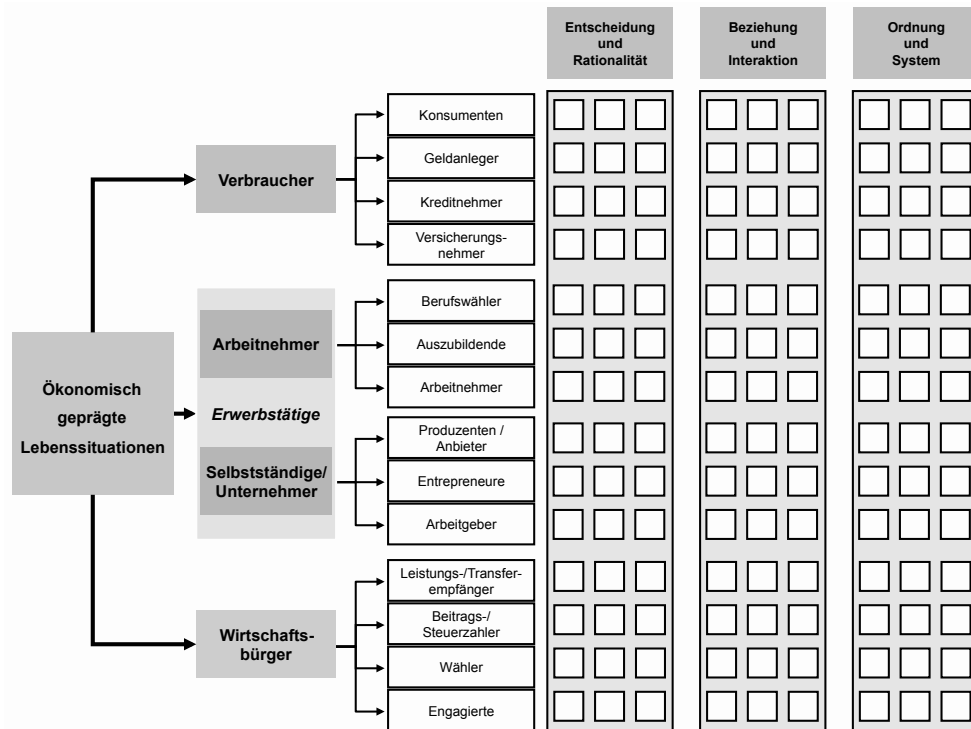 Entscheidung
und
Rationalität
Beziehung
und
Interaktion
Ordnung
und
System
Ökonomisch
geprägte
Lebenssituationen
Verbraucher
Konsumenten
Geldanleger
Kreditnehmer
Versicherungs-
nehmer
Arbeitnehmer
Erwerbstätige
Selbstständige/
Unternehmer
Berufswähler
Auszubildende
Arbeitnehmer
Produzenten /
Anbieter
Entrepreneure
Arbeitgeber
Wirtschafts-
bürger
Leistungs-/Transfer-
empfänger
Beitrags-/
Steuerzahler
Wähler
Engagierte